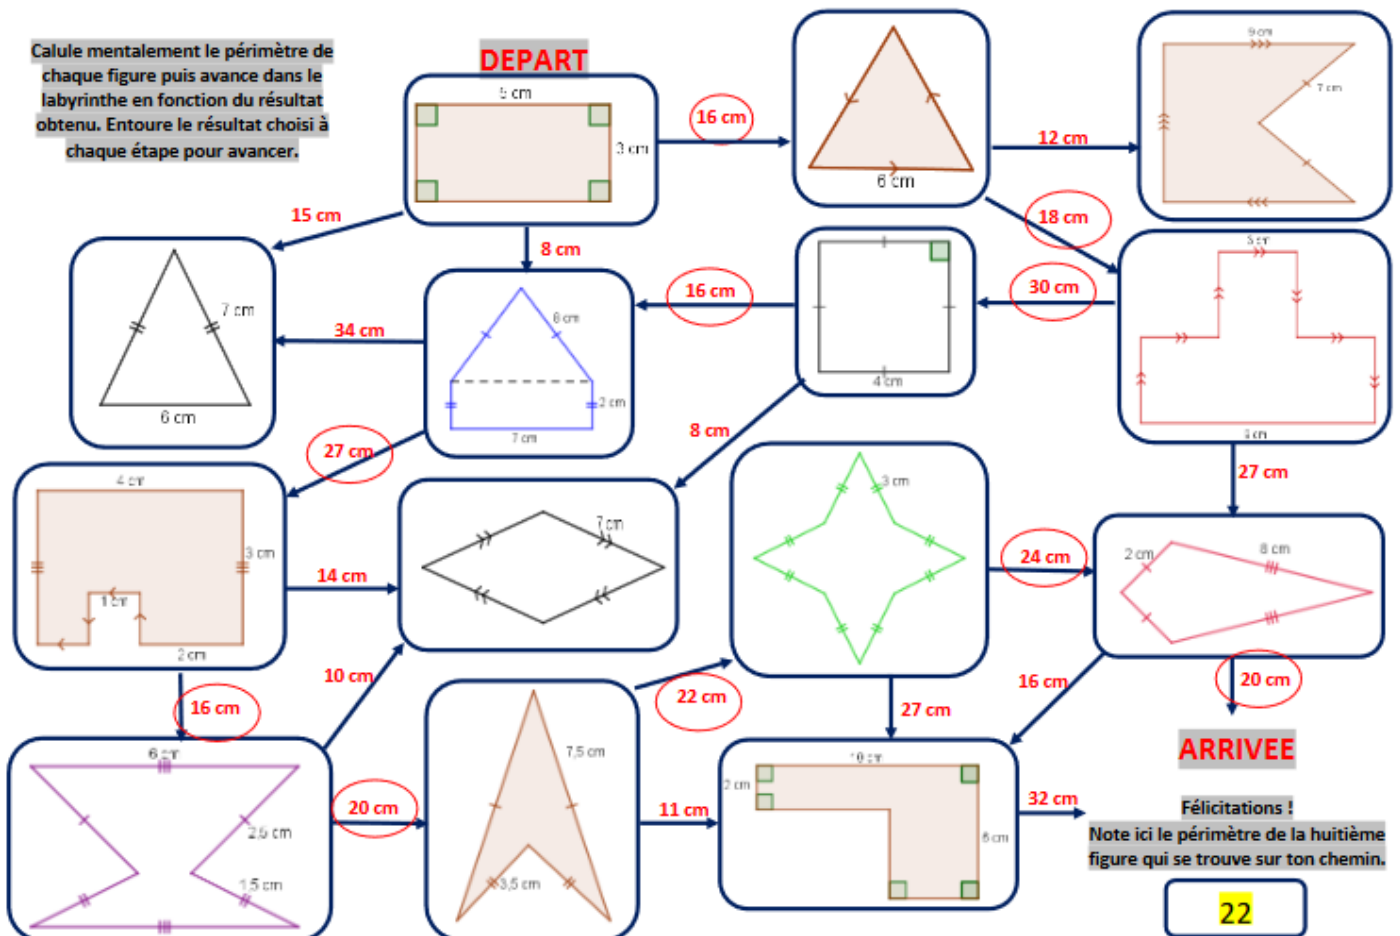 Calule mentalement le périmètre de
chaque figure puis avance dans le
labyrinthe en fonction du résultat
obtenu. Entoure le résultat choisi à
chaque étape pour avancer.
DEPART
5 cm
3 cm
16 cm
6 cm
12 cm
9 cm
7 cm
15 cm
8 cm
18 cm
7 cm
6 cm
34 cm
cm
2 cm
7 cm
16 cm
4 cm
30 cm
cm
cm
27 cm
8 cm
27 cm
4 cm
3 cm
1 cm
2 cm
14 cm
7 cm
3 cm
24 cm
2 cm
8 cm
16 cm
10 cm
22 cm
27 cm
16 cm
20 cm
6 cm
2,5 cm
1,5 cm
20 cm
7,5 cm
3,5 cm
11 cm
10 cm
2 cm
6 cm
32 cm
ARRIVEE
Félicitations !
Note ici le périmètre de la huitième
figure qui se trouve sur ton chemin.
22